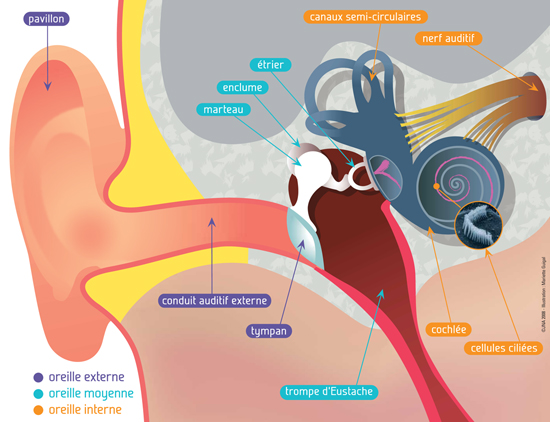 pavillon
canaux semi-circulaires
nerf auditif
étrier
enclume
marteau
conduit auditif externe
tympan
cochlée
cellules ciliées
trompe d'Eustache
oreille externe
oreille moyenne
oreille interne